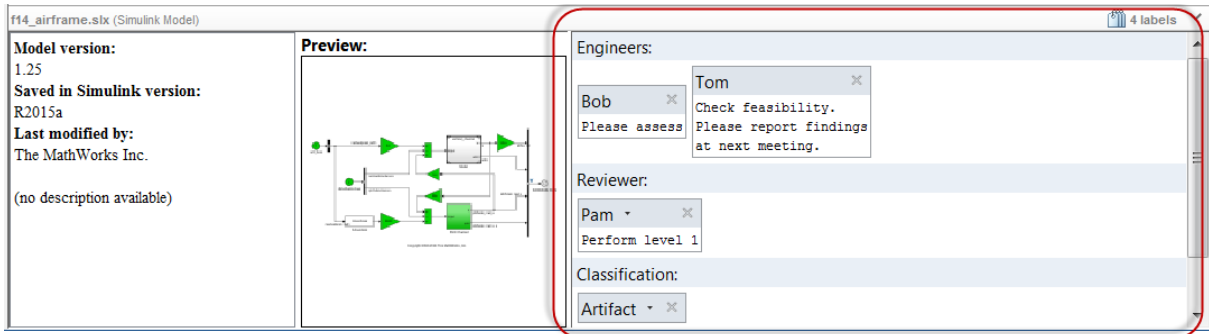 f14_airframe.slx (Simulink Model)
4 labels
Model version:
1.25
Saved in Simulink version:
R2015a
Last modified by:
The MathWorks Inc.
(no description available)
Preview:
Engineers:
Bob
Please assess
Tom
Check feasibility.
Please report findings
at next meeting.
Reviewer:
Pam
Perform level 1
Classification:
Artifact